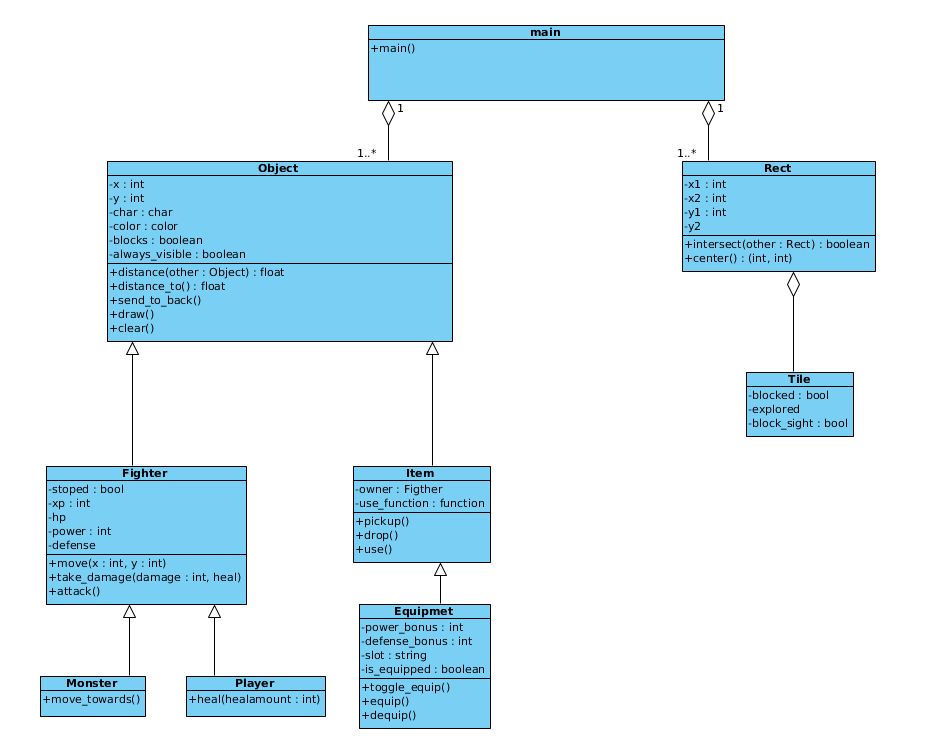 main
+main()
1
1
1..*
1..*
Object
-x : int
-y : int
-char : char
-color : color
-blocks : boolean
-always_visible : boolean
+distance(other : Object) : float
+distance_to() : float
+send_to_back()
+draw()
+clear()
Rect
-x1 : int
-x2 : int
-y1 : int
-y2
+intersect(other : Rect) : boolean
+center() : (int, int)
Tile
-blocked : bool
-explored
-block_sight : bool
Fighter
-stoped : bool
-xp : int
-hp
-power : int
-defense
+move(x : int, y : int)
+take_damage(damage : int, heal)
+attack()
Item
-owner : Figther
-use_function : function
+pickup()
+drop()
+use()
Equipmet
-power_bonus : int
-defense_bonus : int
-slot : string
-is_equipped : boolean
+toggle_equip()
+equip()
+dequip()
Monster
+move_towards()
Player
+heal(healamount : int)